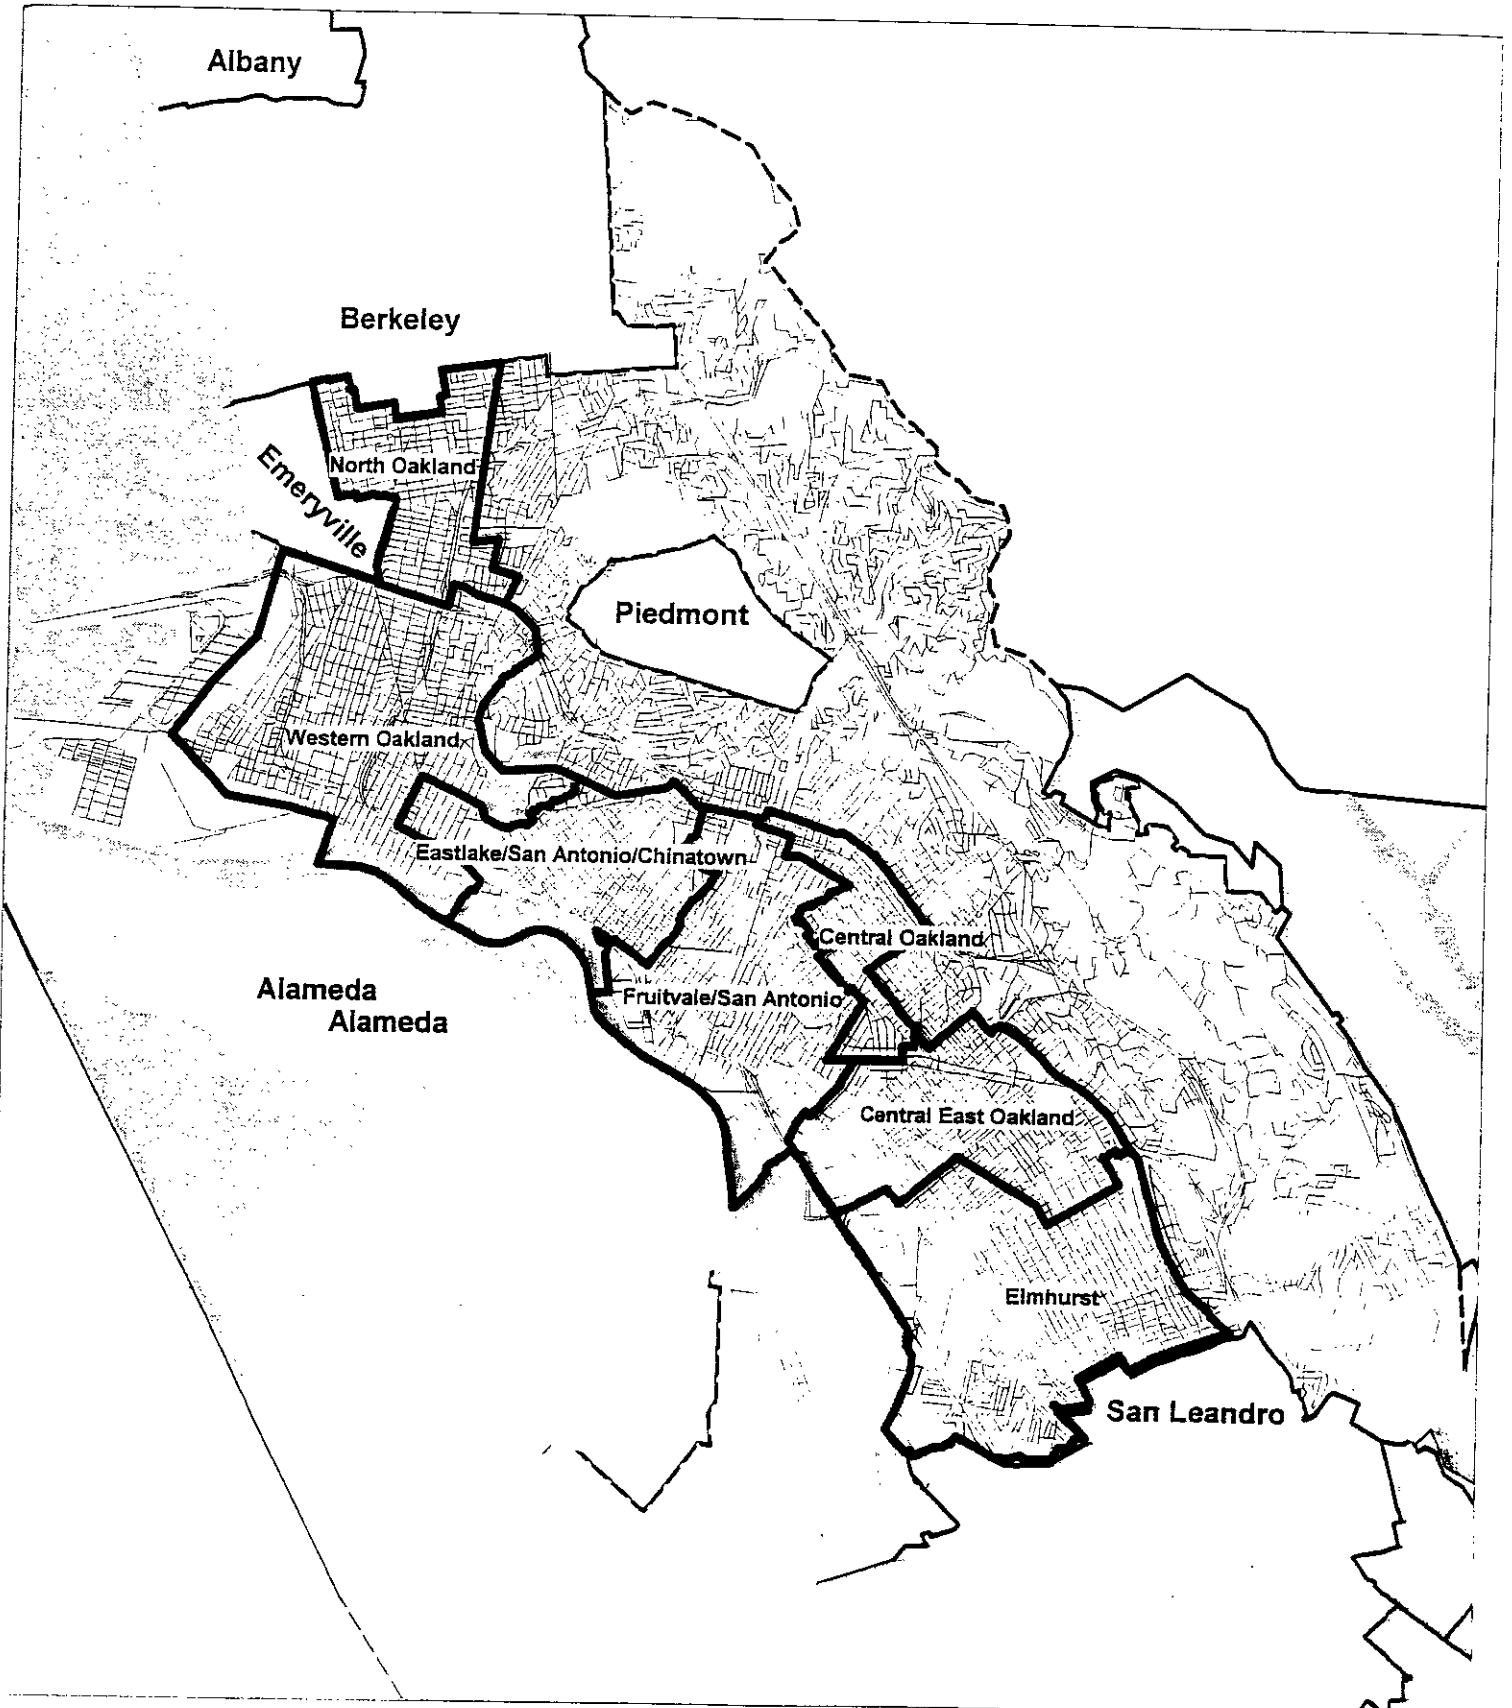 Albany
Berkeley
Emeryville
North Oakland
Piedmont
Western Oakland
Eastlake/San Antonio/Chinatown
Central Oakland
Alameda
Alameda
Fruitvale/San Antonio
Central East Oakland
Elmhurst
San Leandro